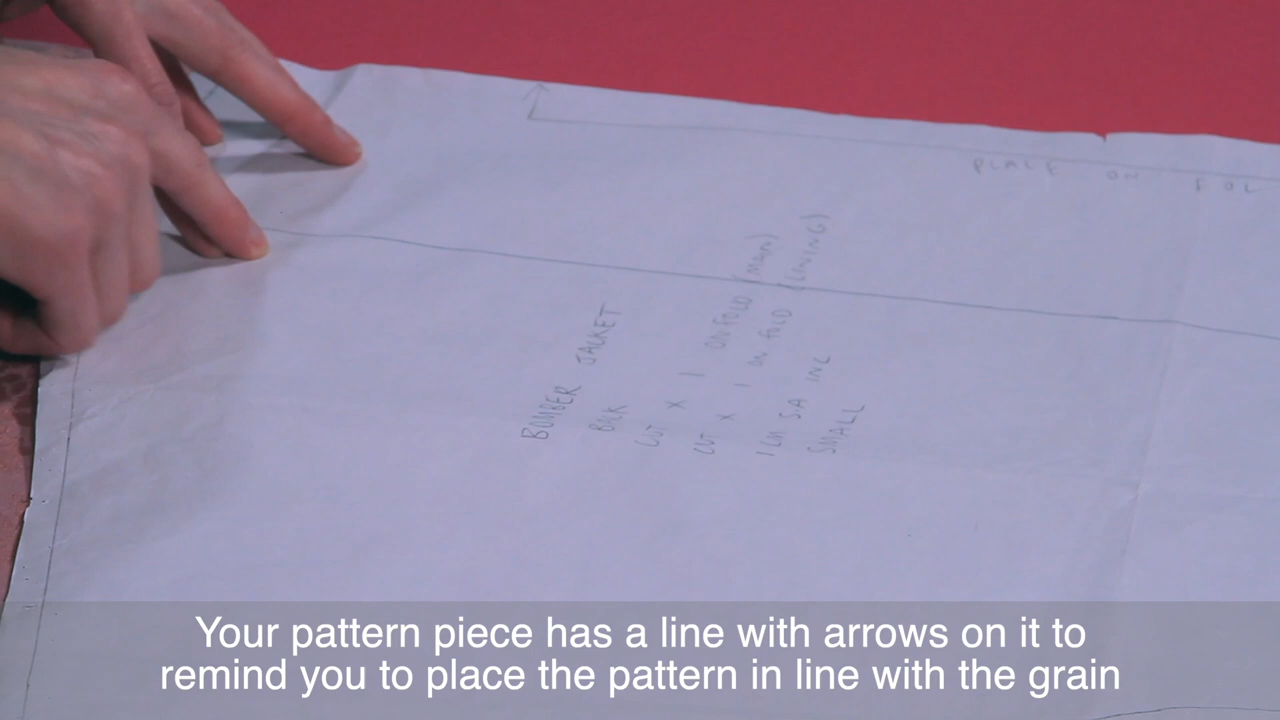 PLACE ON FOL
BOMBER JACKET
BACK
CUT X 1 ON FOLD (MAIN)
CUT X 1 ON FOLD (LINING)
1 CM S.A INC
SMALL
Your pattern piece has a line with arrows on it to
remind you to place the pattern in line with the grain